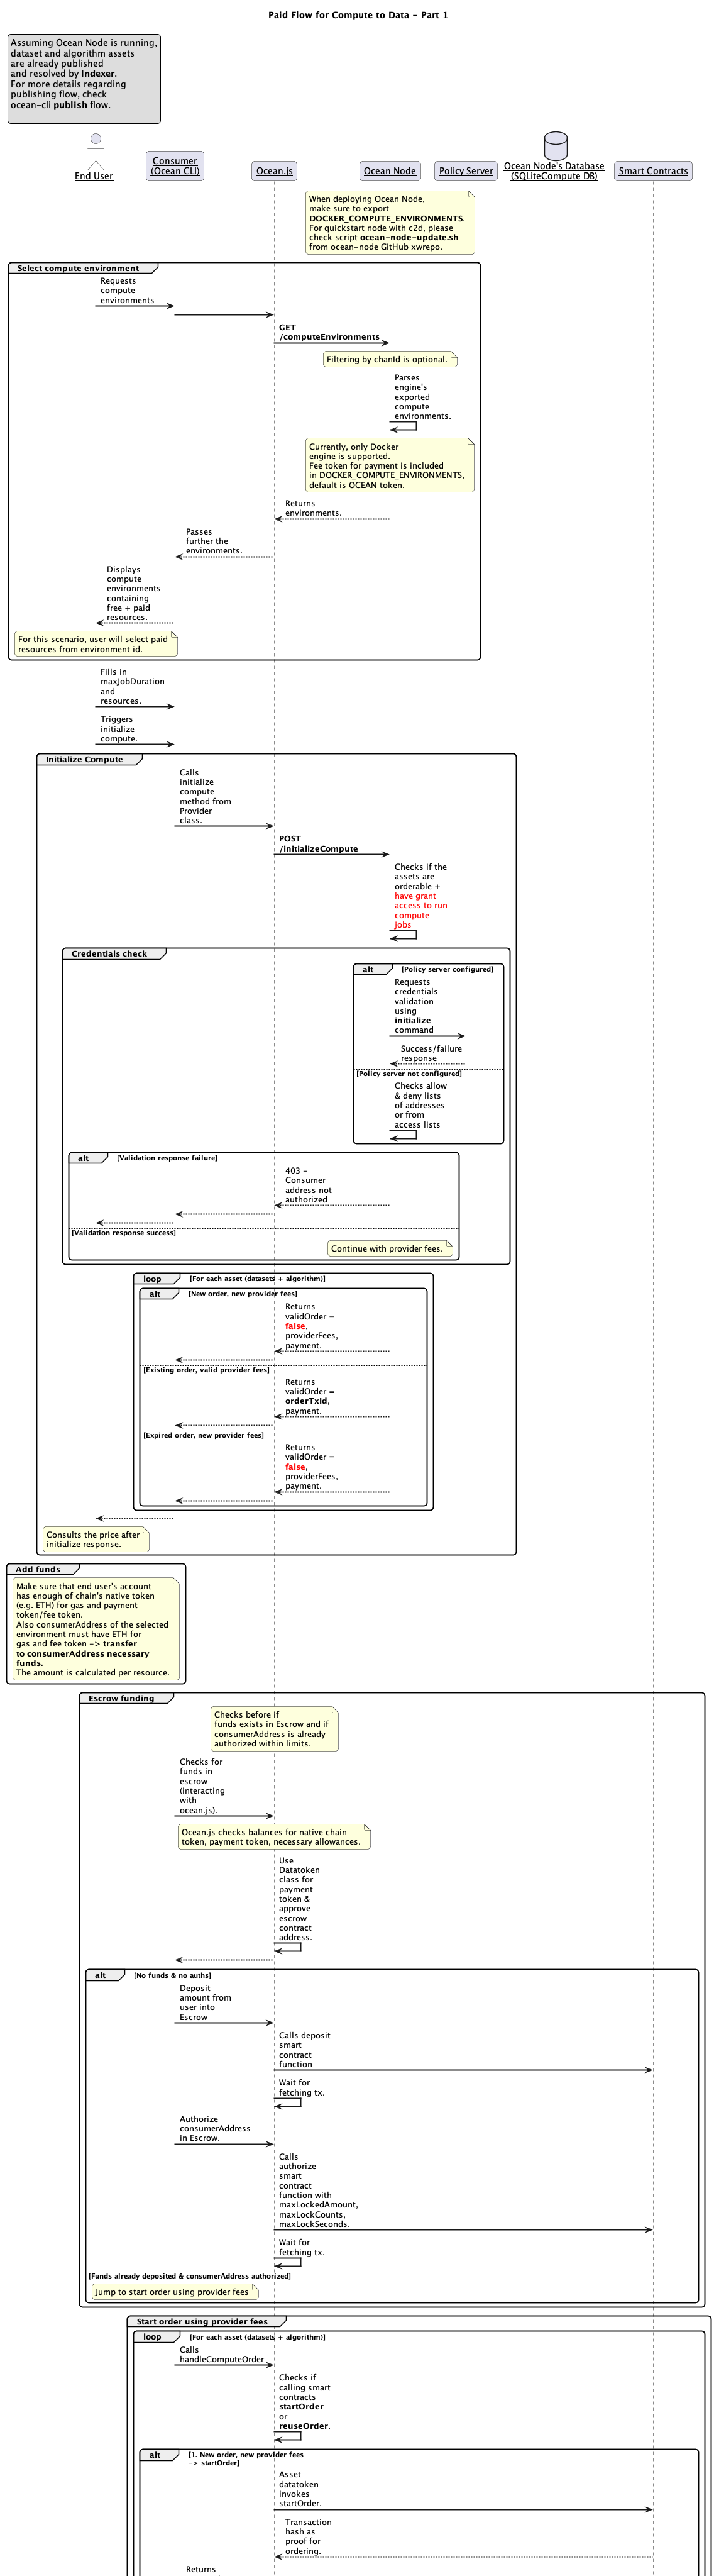 Paid Flow for Compute to Data - Part 1
Assuming Ocean Node is running,
dataset and algorithm assets
are already published
and resolved by Indexer.
For more details regarding
publishing flow, check
ocean-cli publish flow.
End User
Consumer
(Ocean CLI)
Ocean.js
Ocean Node
Policy Server
Ocean Node's Database
(SQLiteCompute DB)
Smart Contracts
When deploying Ocean Node,
make sure to export
DOCKER_COMPUTE_ENVIRONMENTS.
For quickstart node with c2d, please
check script ocean-node-update.sh
from ocean-node GitHub xwrepo.
Select compute environment
Requests
compute
environments
GET
/computeEnvironments
Filtering by chanId is optional.
Parses
engine's
exported
compute
environments.
Currently, only Docker
engine is supported.
Fee token for payment is included
in DOCKER_COMPUTE_ENVIRONMENTS,
default is OCEAN token.
Returns
environments.
Passes
further the
environments.
Displays
compute
environments
containing
free + paid
resources.
For this scenario, user will select paid
resources from environment id.
Fills in
maxJobDuration
and
resources.
Triggers
initialize
compute.
Initialize Compute
Calls
initialize
compute
method from
Provider
class.
POST
/initializeCompute
Checks if the
assets are
orderable +
have grant
access to run
compute
jobs
Credentials check
alt [Policy server configured]
Requests
credentials
validation
using
initialize
command
Success/failure
response
[Policy server not configured]
Checks allow
& deny lists
of addresses
or from
access lists
alt [Validation response failure]
403 -
Consumer
address not
authorized
[Validation response success]
Continue with provider fees.
loop [For each asset (datasets + algorithm)]
alt [New order, new provider fees]
Returns
validOrder =
false,
providerFees,
payment.
[Existing order, valid provider fees]
Returns
validOrder =
orderTxId,
payment.
[Expired order, new provider fees]
Returns
validOrder =
false,
providerFees,
payment.
Consults the price after
initialize response.
Add funds
Make sure that end user's account
has enough of chain's native token
(e.g. ETH) for gas and payment
token/fee token.
Also consumerAddress of the selected
environment must have ETH for
gas and fee token -> transfer
to consumerAddress necessary
funds.
The amount is calculated per resource.
Escrow funding
Checks before if
funds exists in Escrow and if
consumerAddress is already
authorized within limits.
Checks for
funds in
escrow
(interacting
with
ocean.js).
Ocean.js checks balances for native chain
token, payment token, necessary allowances.
Use
Datatoken
class for
payment
token &
approve
escrow
contract
address.
alt [No funds & no auths]
Deposit
amount from
user into
Escrow
Calls deposit
smart
contract
function
Wait for
fetching tx.
Authorize
consumerAddress
in Escrow.
Calls
authorize
smart
contract
function with
maxLockedAmount,
maxLockCounts,
maxLockSeconds.
Wait for
fetching tx.
[Funds already deposited & consumerAddress authorized]
Jump to start order using provider fees
Start order using provider fees
loop [For each asset (datasets + algorithm)]
Calls
handleComputeOrder
Checks if
calling smart
contracts
startOrder
or
reuseOrder.
alt [1. New order, new provider fees
-> startOrder]
Asset
datatoken
invokes
startOrder.
Transaction
hash as
proof for
ordering.
Returns